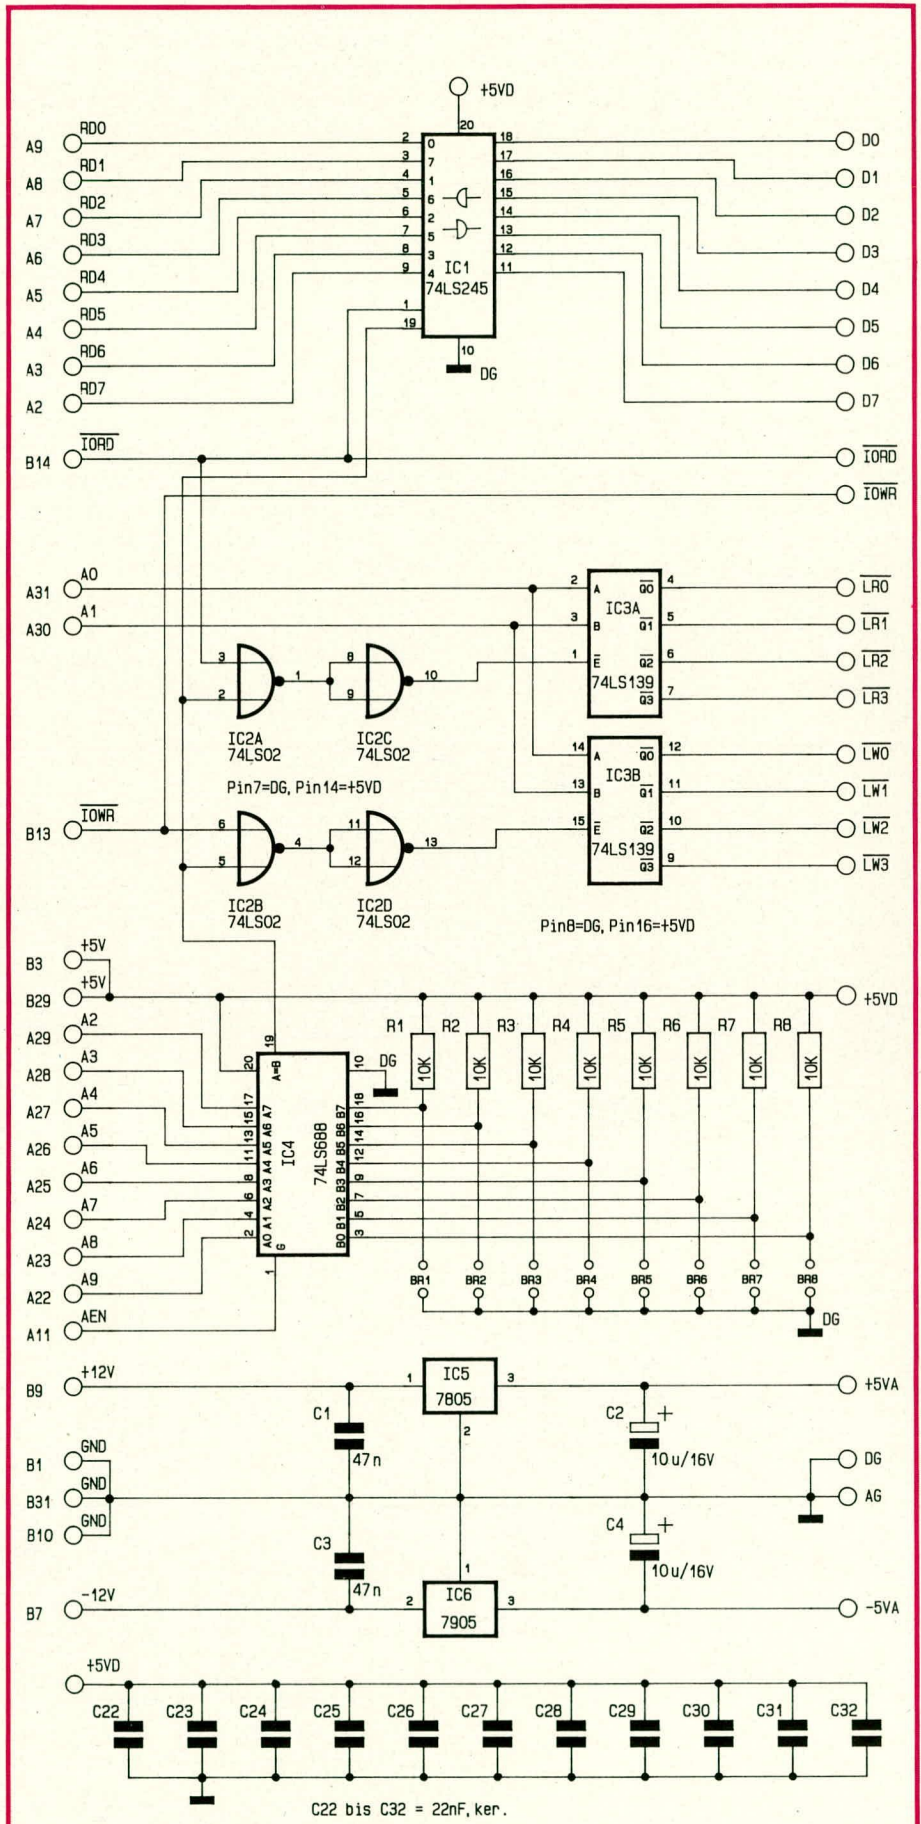 +5VD
20
A9 RD0 2 0 18 D0
A8 RD1 3 7 17 D1
A7 RD2 4 1 16 D2
A6 RD3 5 6 15 D3
A5 RD4 6 2 14 D4
A4 RD5 7 5 13 D5
A3 RD6 8 3 12 D6
A2 RD7 9 4 11 D7
IC1
74LS245
1
19
10
DG
B14 IORD IORD
IOWR
A31 A0 2 A Q0 4 LR0
IC3A
A30 A1 3 B Q1 5 LR1
3 1 8 10 1 E Q2 6 LR2
2 9 74LS139 Q3 7 LR3
IC2A IC2C
74LS02 74LS02
14 A Q0 12 LW0
IC3B
Pin7=DG, Pin14=+5VD
13 B Q1 11 LW1
B13 IOWR 6 4 11 13 15 E Q2 10 LW2
5 12 74LS139 Q3 9 LW3
IC2B IC2D
74LS02 74LS02
Pin8=DG, Pin16=+5VD
B3 +5V
B29 +5V +5VD
R1 R2 R3 R4 R5 R6 R7 R8
10K 10K 10K 10K 10K 10K 10K 10K
A29 A2
A28 A3
A27 A4
A26 A5
A25 A6
A24 A7
A23 A8
A22 A9
A11 AEN
19
20 A=B 10 DG
17 A7 B7 18
15 A6 B6 16
13 A5 B5 14
11 A4 B4 12
8 A3 B3 9
6 A2 B2 7
4 A1 B1 5
2 A0 B0 3
G
1
IC4
74LS688
BR1 BR2 BR3 BR4 BR5 BR6 BR7 BR8
DG
B9 +12V 1 IC5 3 +5VA
7805
2
C1 C2 +
47n 10u/16V
B1 GND DG
B31 GND AG
B10 GND
C3 C4 +
47n 10u/16V
1
B7 -12V 2 IC6 3 -5VA
7905
+5VD
C22 C23 C24 C25 C26 C27 C28 C29 C30 C31 C32
C22 bis C32 = 22nF, ker.